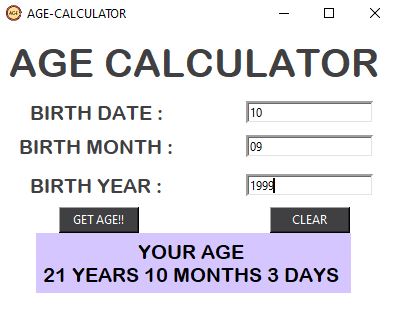 AGE-CALCULATOR
AGE CALCULATOR
BIRTH DATE : 10
BIRTH MONTH : 09
BIRTH YEAR : 1999
GET AGE!! CLEAR
YOUR AGE
21 YEARS 10 MONTHS 3 DAYS